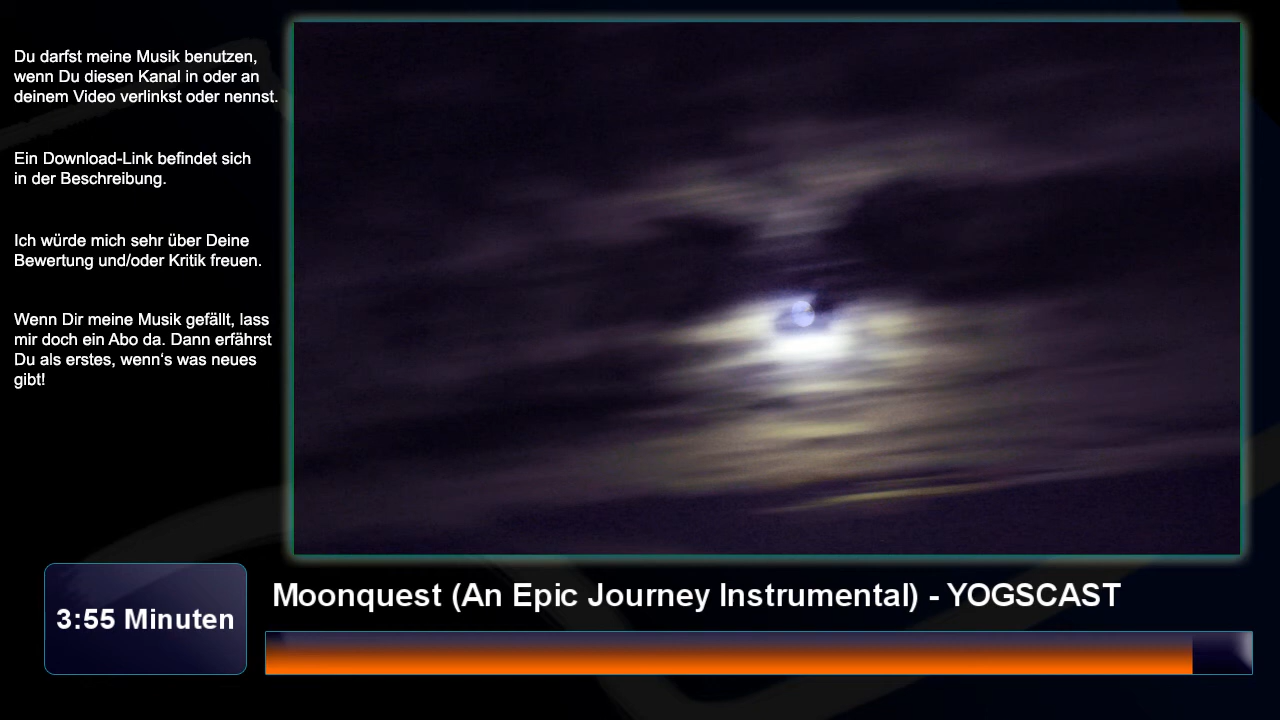 Du darfst meine Musik benutzen,
wenn Du diesen Kanal in oder an
deinem Video verlinkst oder nennst.
Ein Download-Link befindet sich
in der Beschreibung.
Ich würde mich sehr über Deine
Bewertung und/oder Kritik freuen.
Wenn Dir meine Musik gefällt, lass
mir doch ein Abo da. Dann erfährst
Du als erstes, wenn‘s was neues
gibt!
3:55 Minuten
Moonquest (An Epic Journey Instrumental) - YOGSCAST